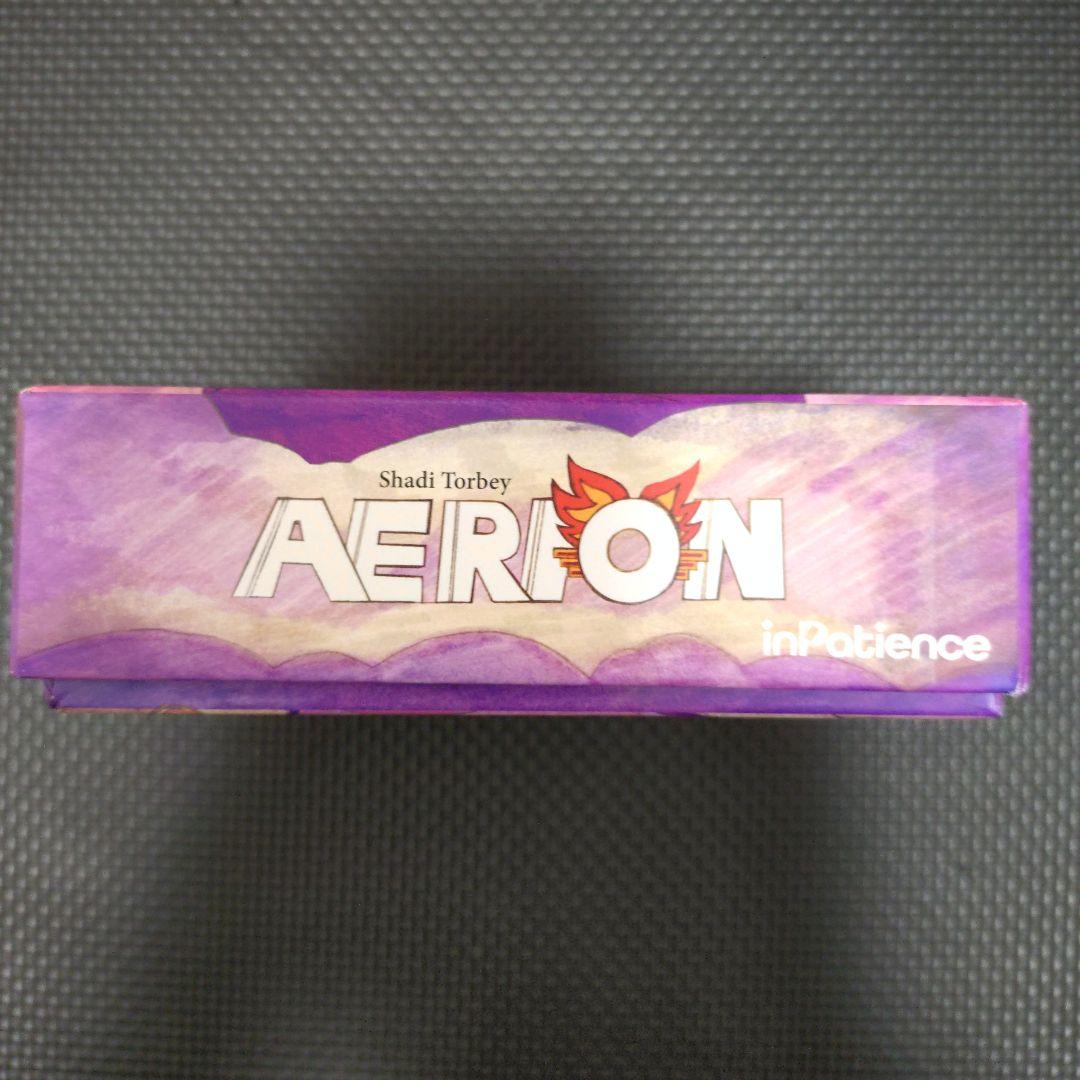 Shadi Torbey
AERION
inPatience